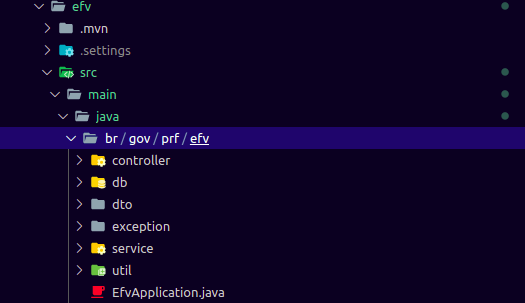 efv
.mvn
.settings
src
main
java
br / gov / prf / efv
controller
db
dto
exception
service
util
EfvApplication.java